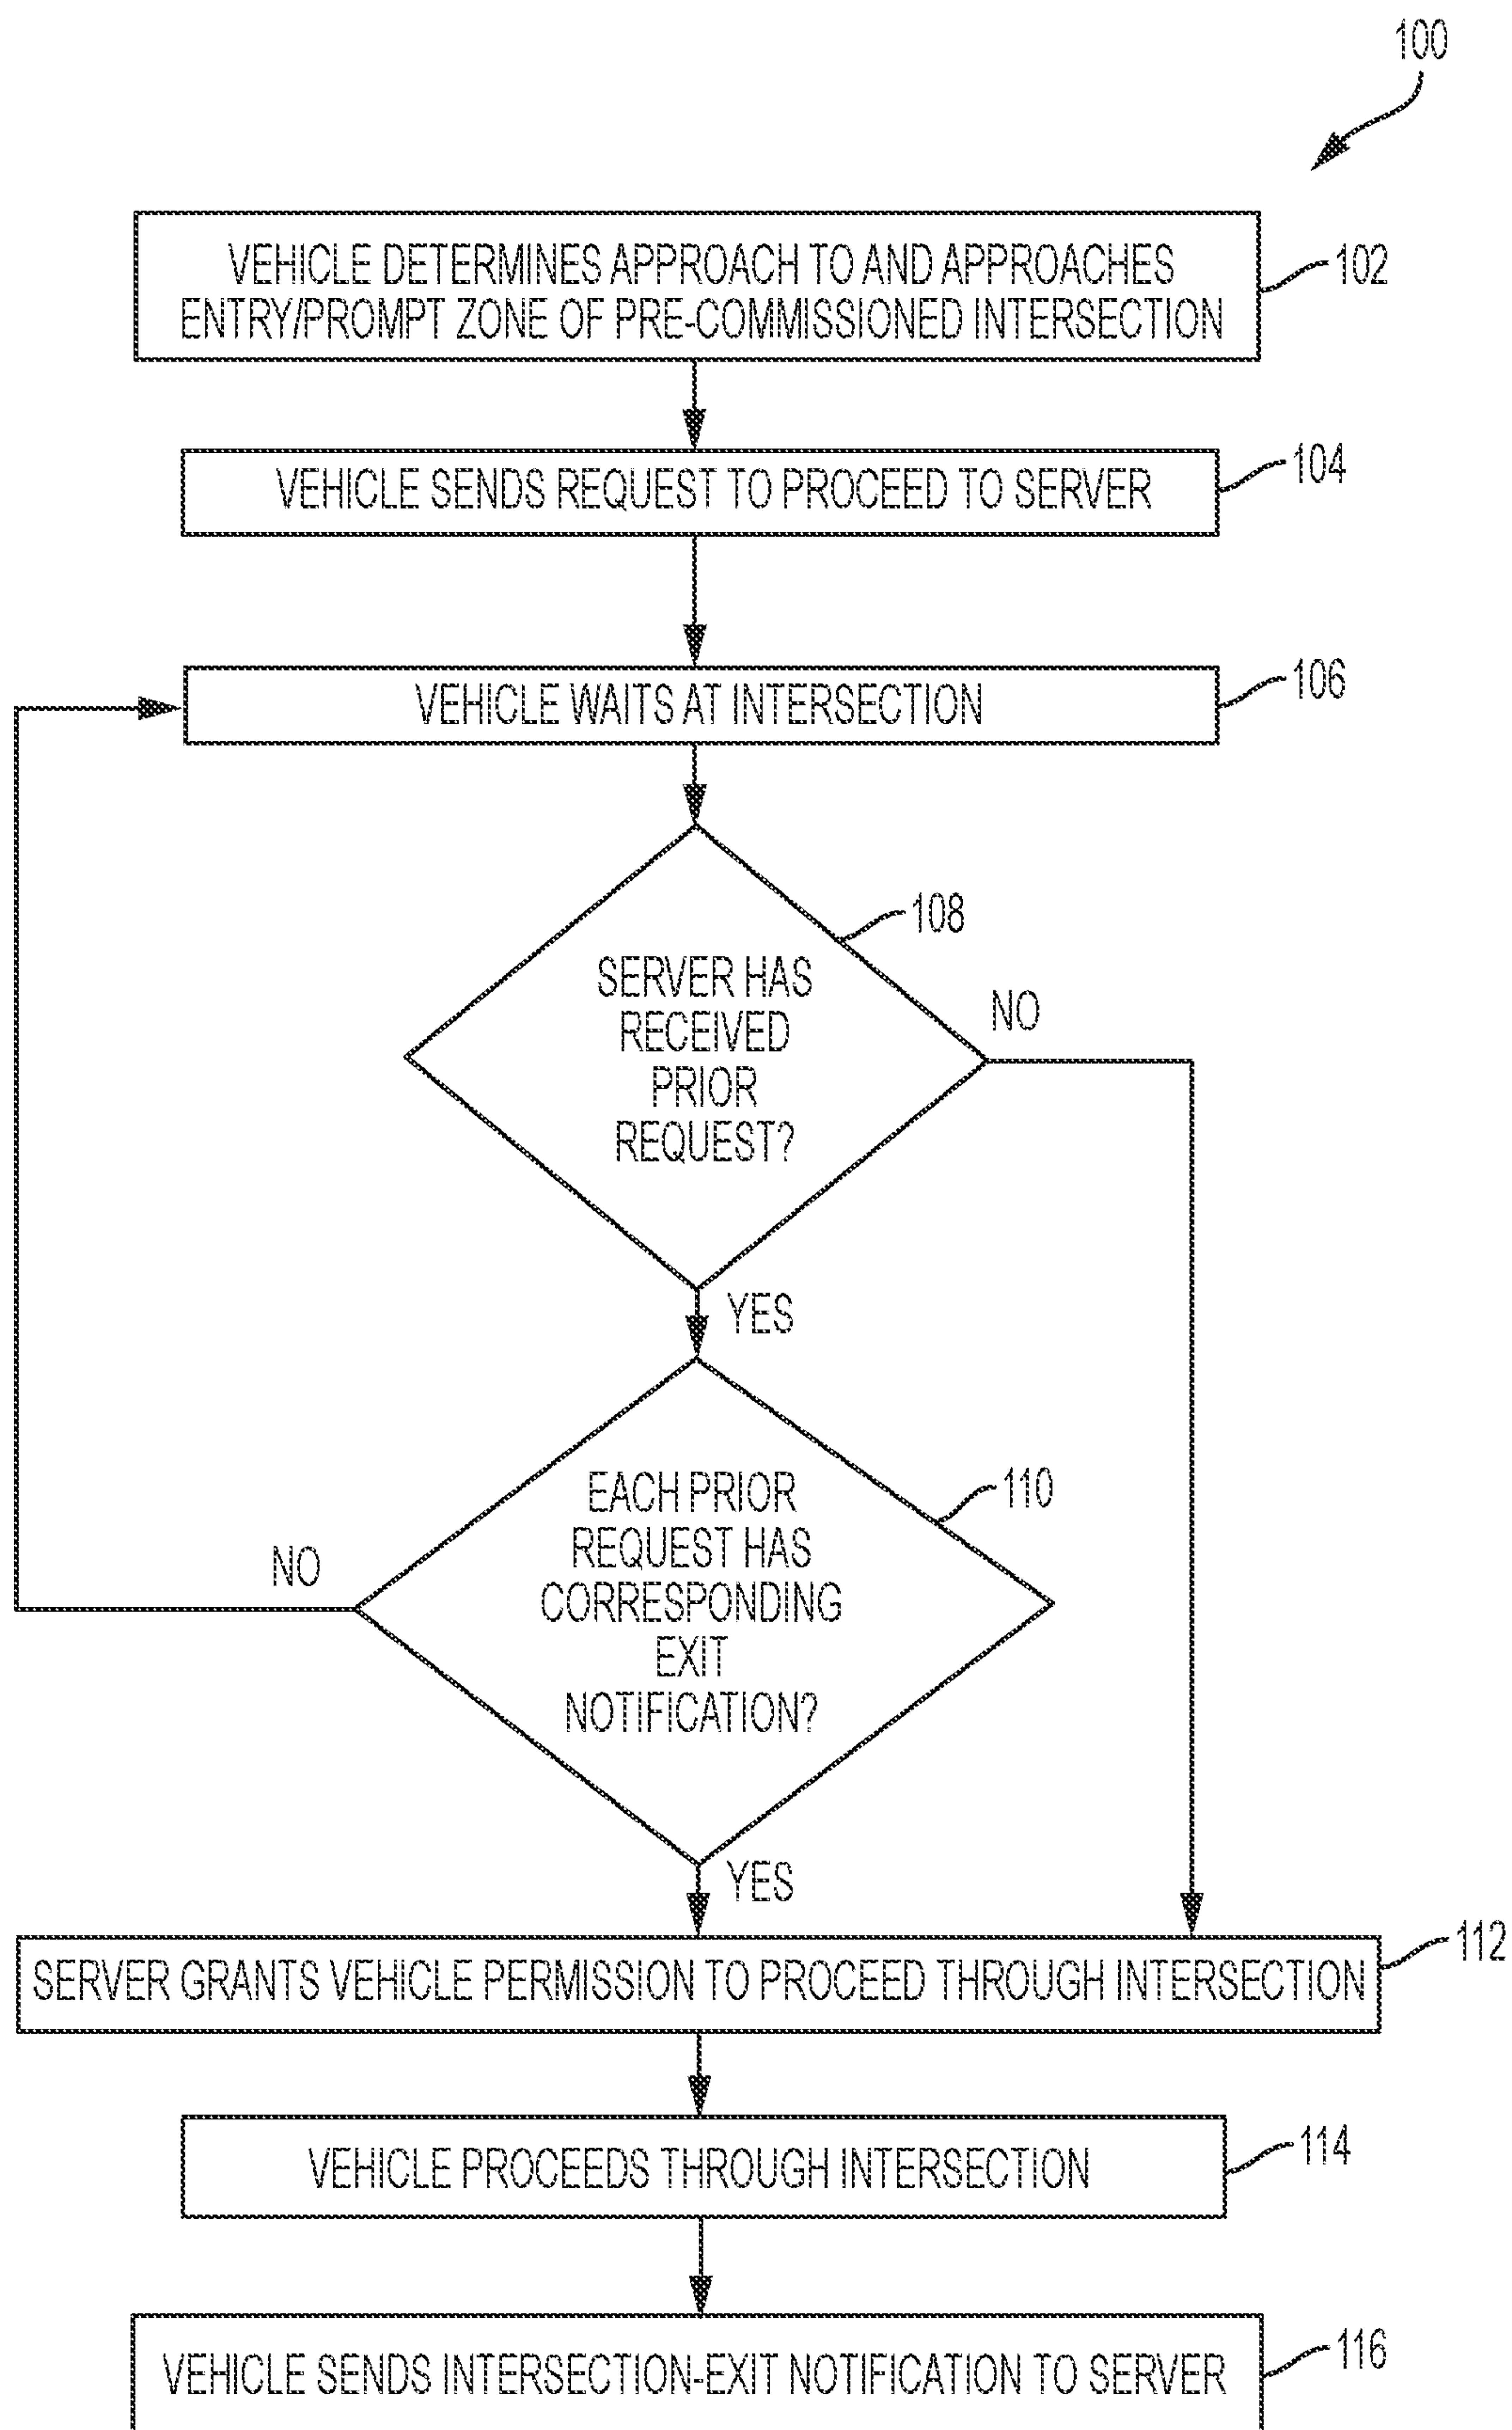 100
VEHICLE DETERMINES APPROACH TO AND APPROACHES
ENTRY/PROMPT ZONE OF PRE-COMMISSIONED INTERSECTION
102
VEHICLE SENDS REQUEST TO PROCEED TO SERVER
104
VEHICLE WAITS AT INTERSECTION
106
108
SERVER HAS
RECEIVED
PRIOR
REQUEST?
NO
YES
EACH PRIOR
REQUEST HAS
CORRESPONDING
EXIT
NOTIFICATION?
110
NO
YES
SERVER GRANTS VEHICLE PERMISSION TO PROCEED THROUGH INTERSECTION
112
VEHICLE PROCEEDS THROUGH INTERSECTION
114
VEHICLE SENDS INTERSECTION-EXIT NOTIFICATION TO SERVER
116